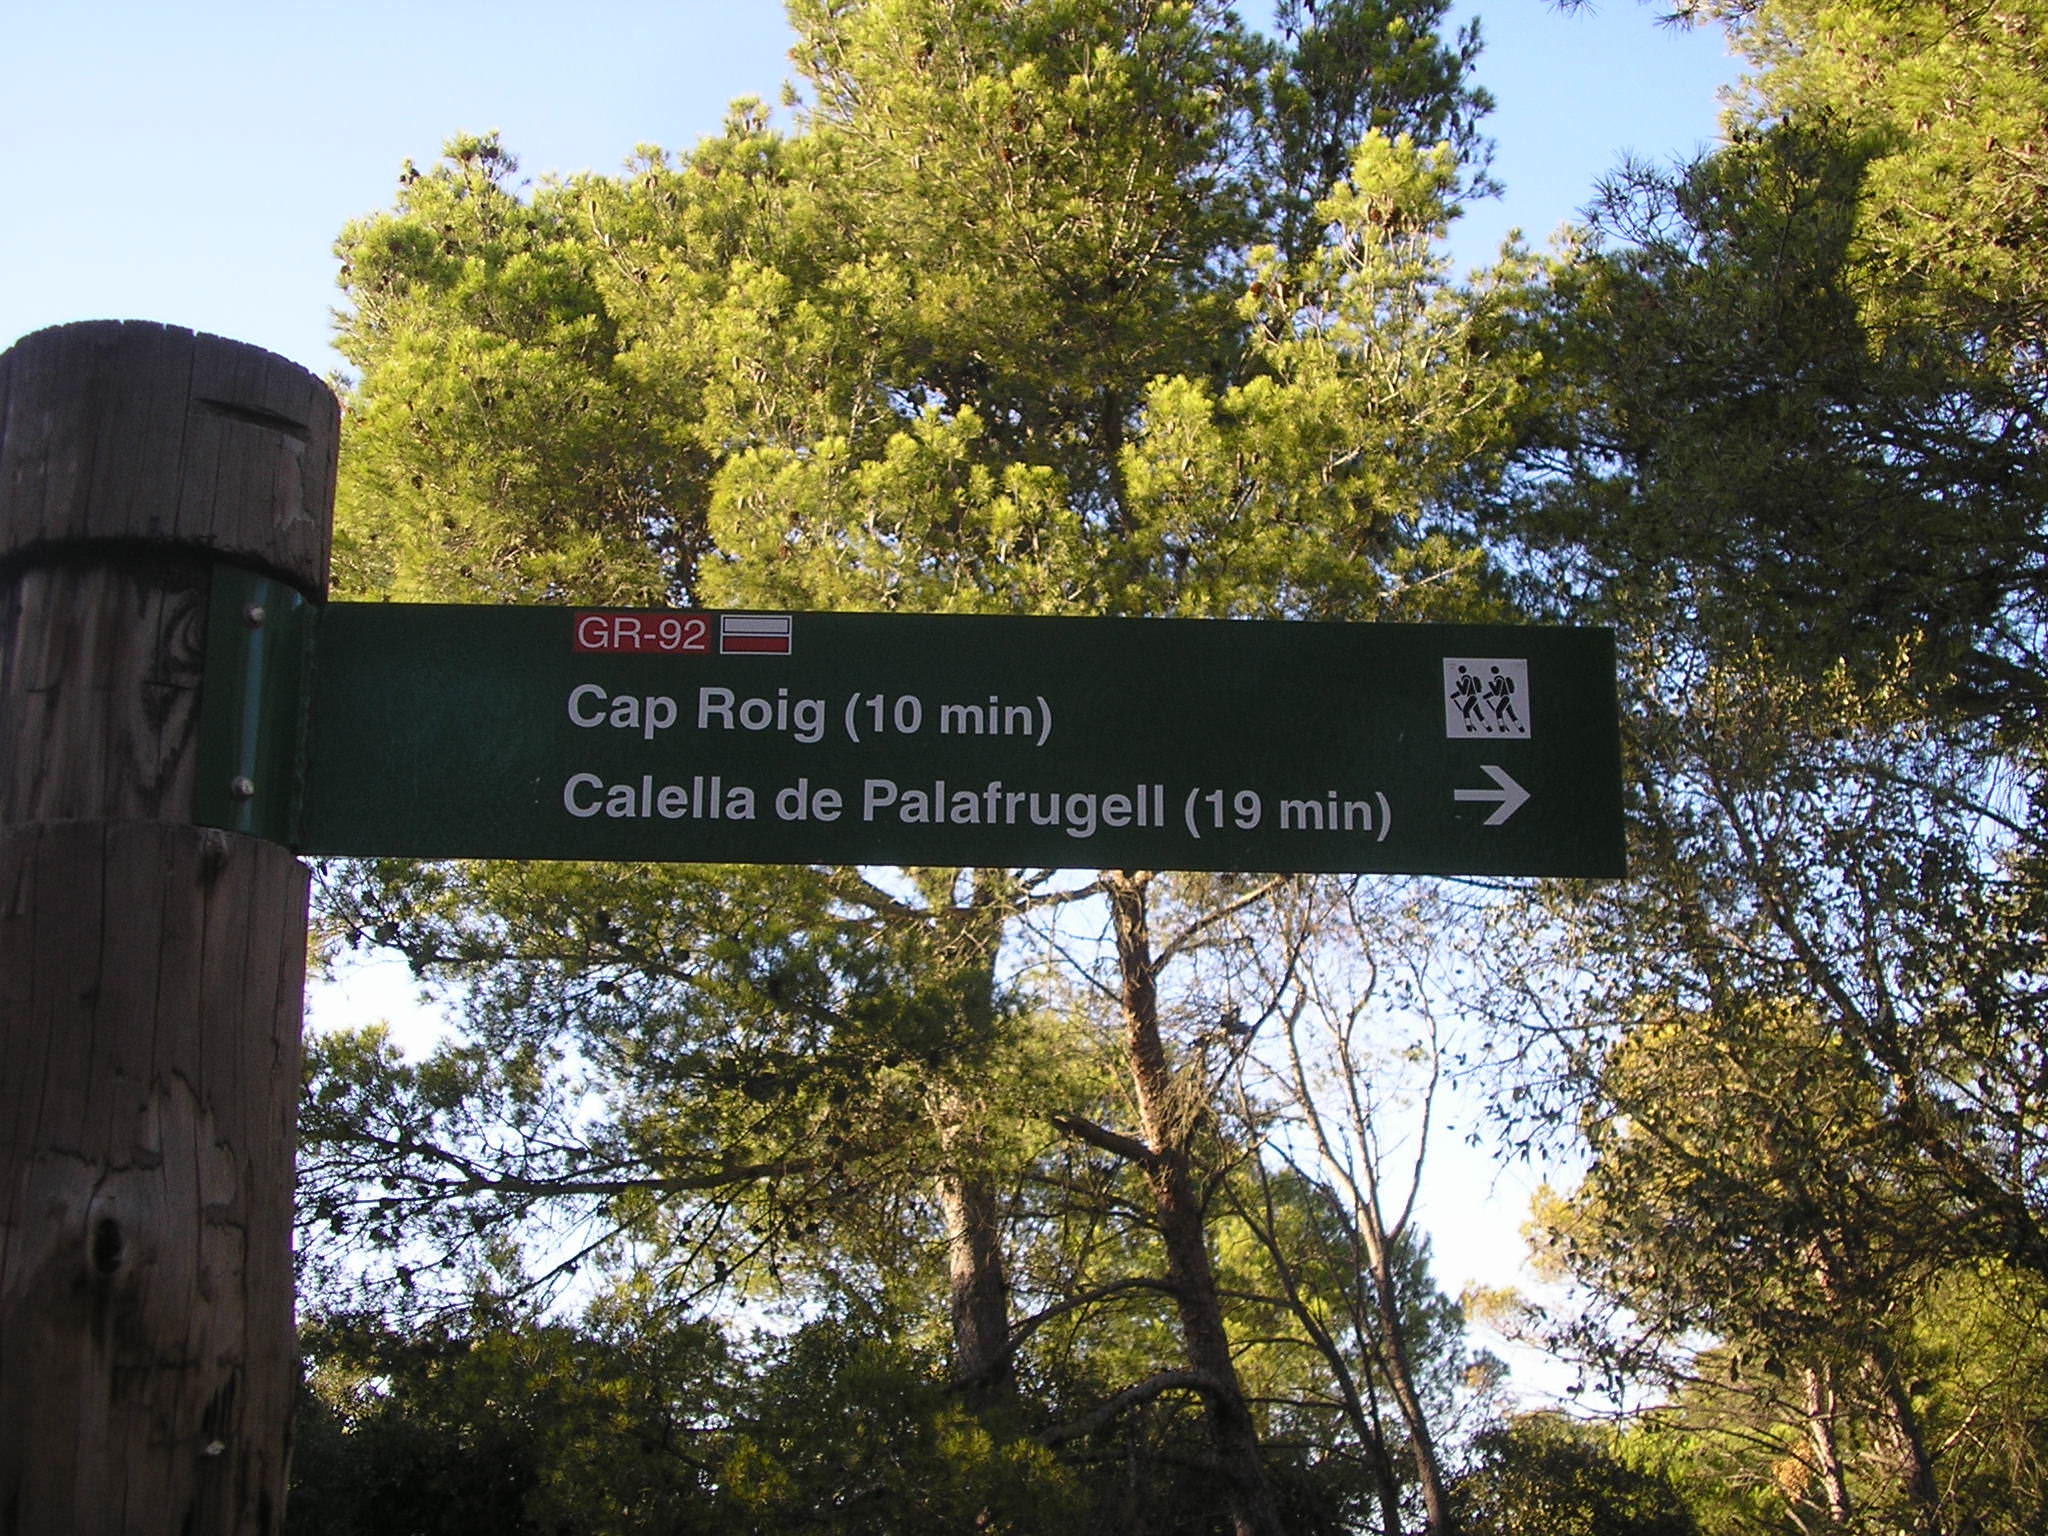 GR-92
Cap Roig (10 min)
Calella de Palafrugell (19 min)